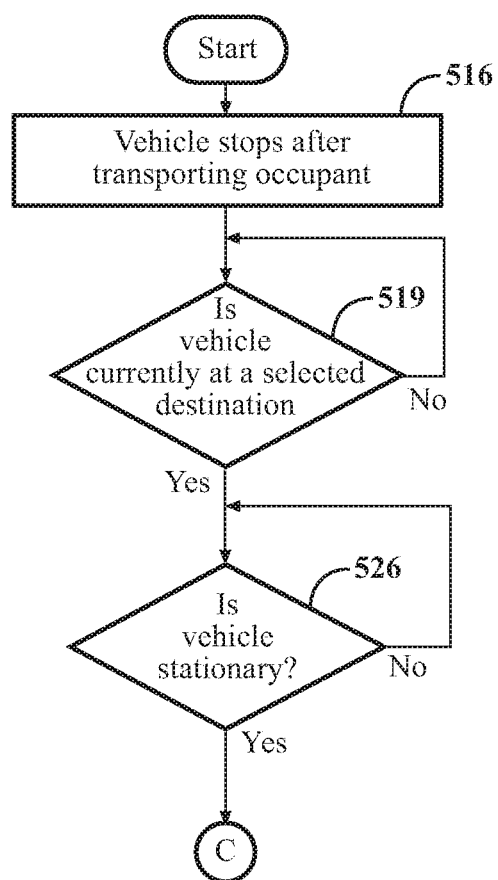 Start
516
Vehicle stops after
transporting occupant
519
Is
vehicle
currently at a selected
destination
No
Yes
526
Is
vehicle
stationary?
No
Yes
C